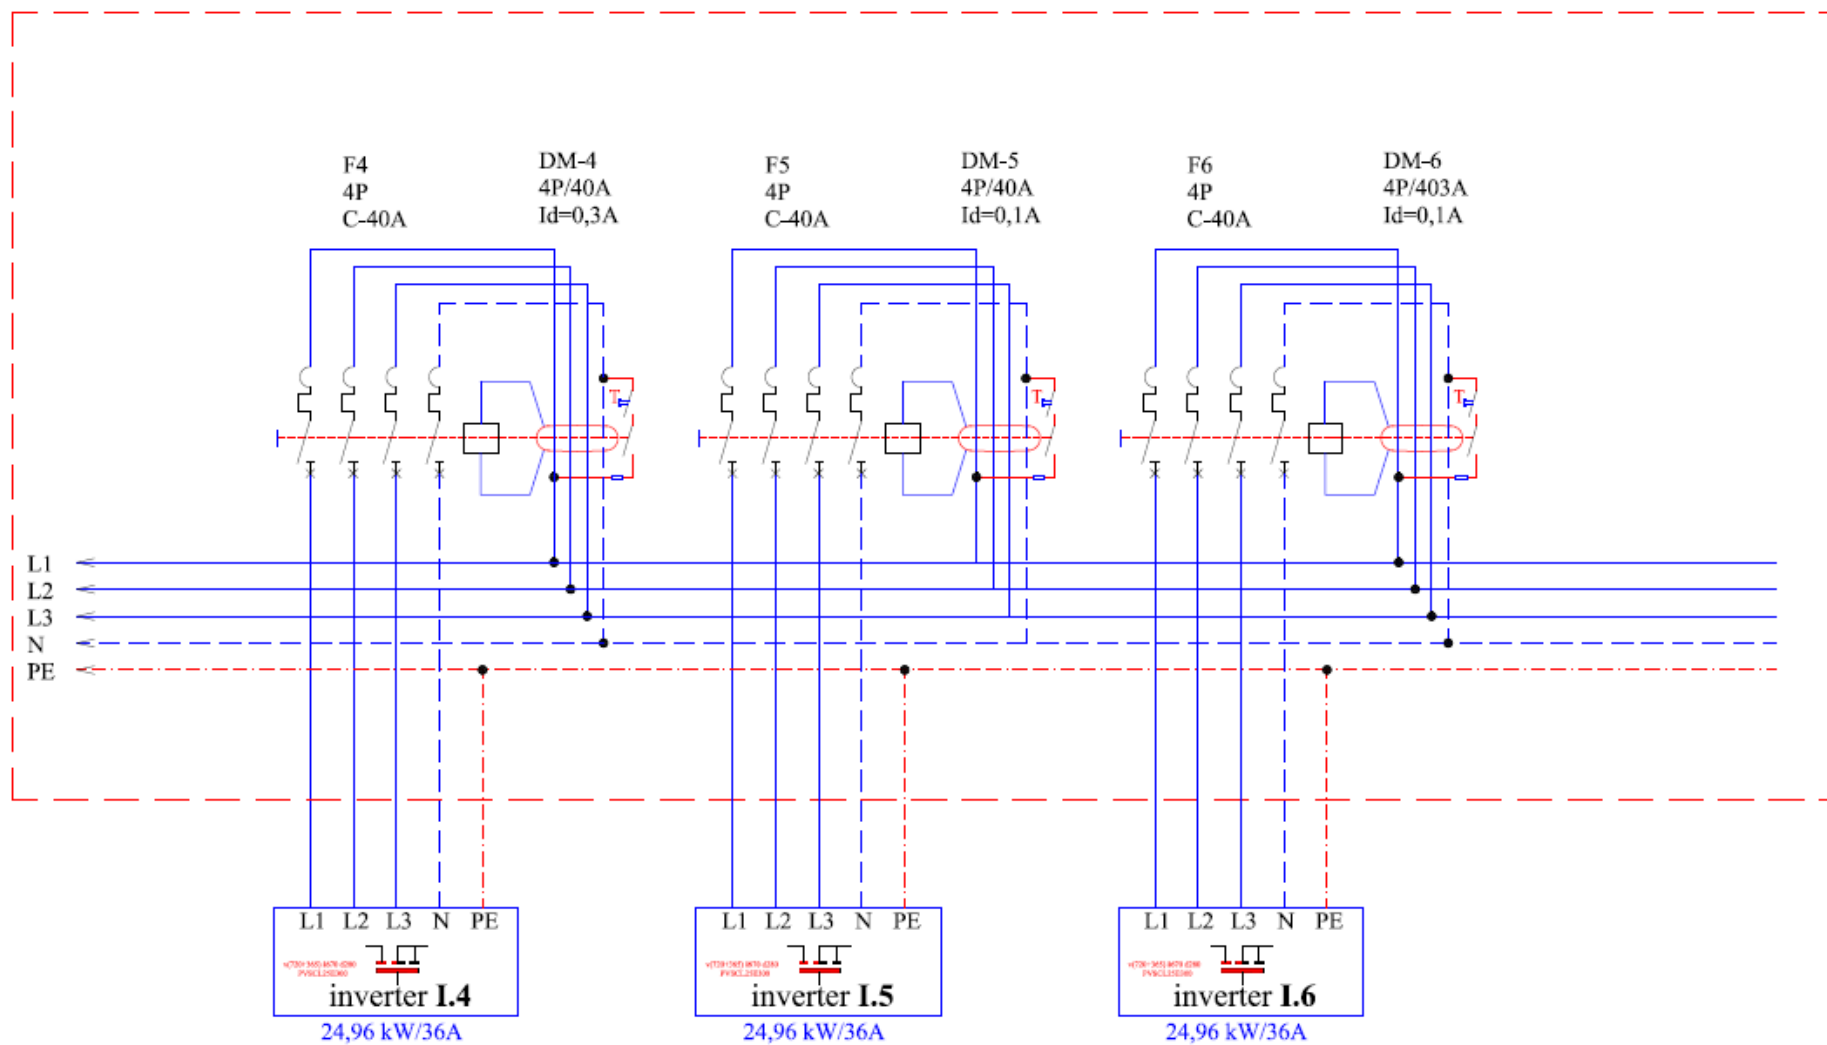 F4
4P
C-40A
DM-4
4P/40A
Id=0,3A
F5
4P
C-40A
DM-5
4P/40A
Id=0,1A
F6
4P
C-40A
DM-6
4P/403A
Id=0,1A
T
T
T
L1
L2
L3
N
PE
L1 L2 L3 N PE
inverter I.4
24,96 kW/36A
L1 L2 L3 N PE
inverter I.5
24,96 kW/36A
L1 L2 L3 N PE
inverter I.6
24,96 kW/36A